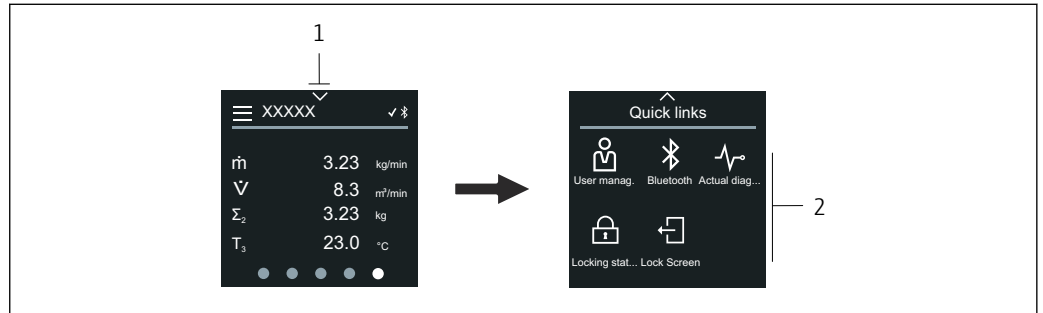 1
XXXXX
ṁ 3.23 kg/min
V̇ 8.3 m³/min
Σ₂ 3.23 kg
T₃ 23.0 °C
Quick links
User manag. Bluetooth Actual diag...
Locking stat... Lock Screen
2